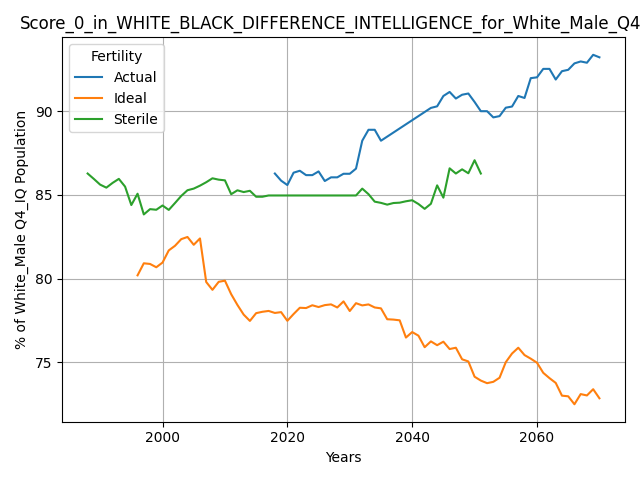 Score_0_in_WHITE_BLACK_DIFFERENCE_INTELLIGENCE_for_White_Male_Q4
Fertility
Actual
Ideal
Sterile
% of White_Male Q4_IQ Population
90
85
80
75
2000
2020
2040
2060
Years